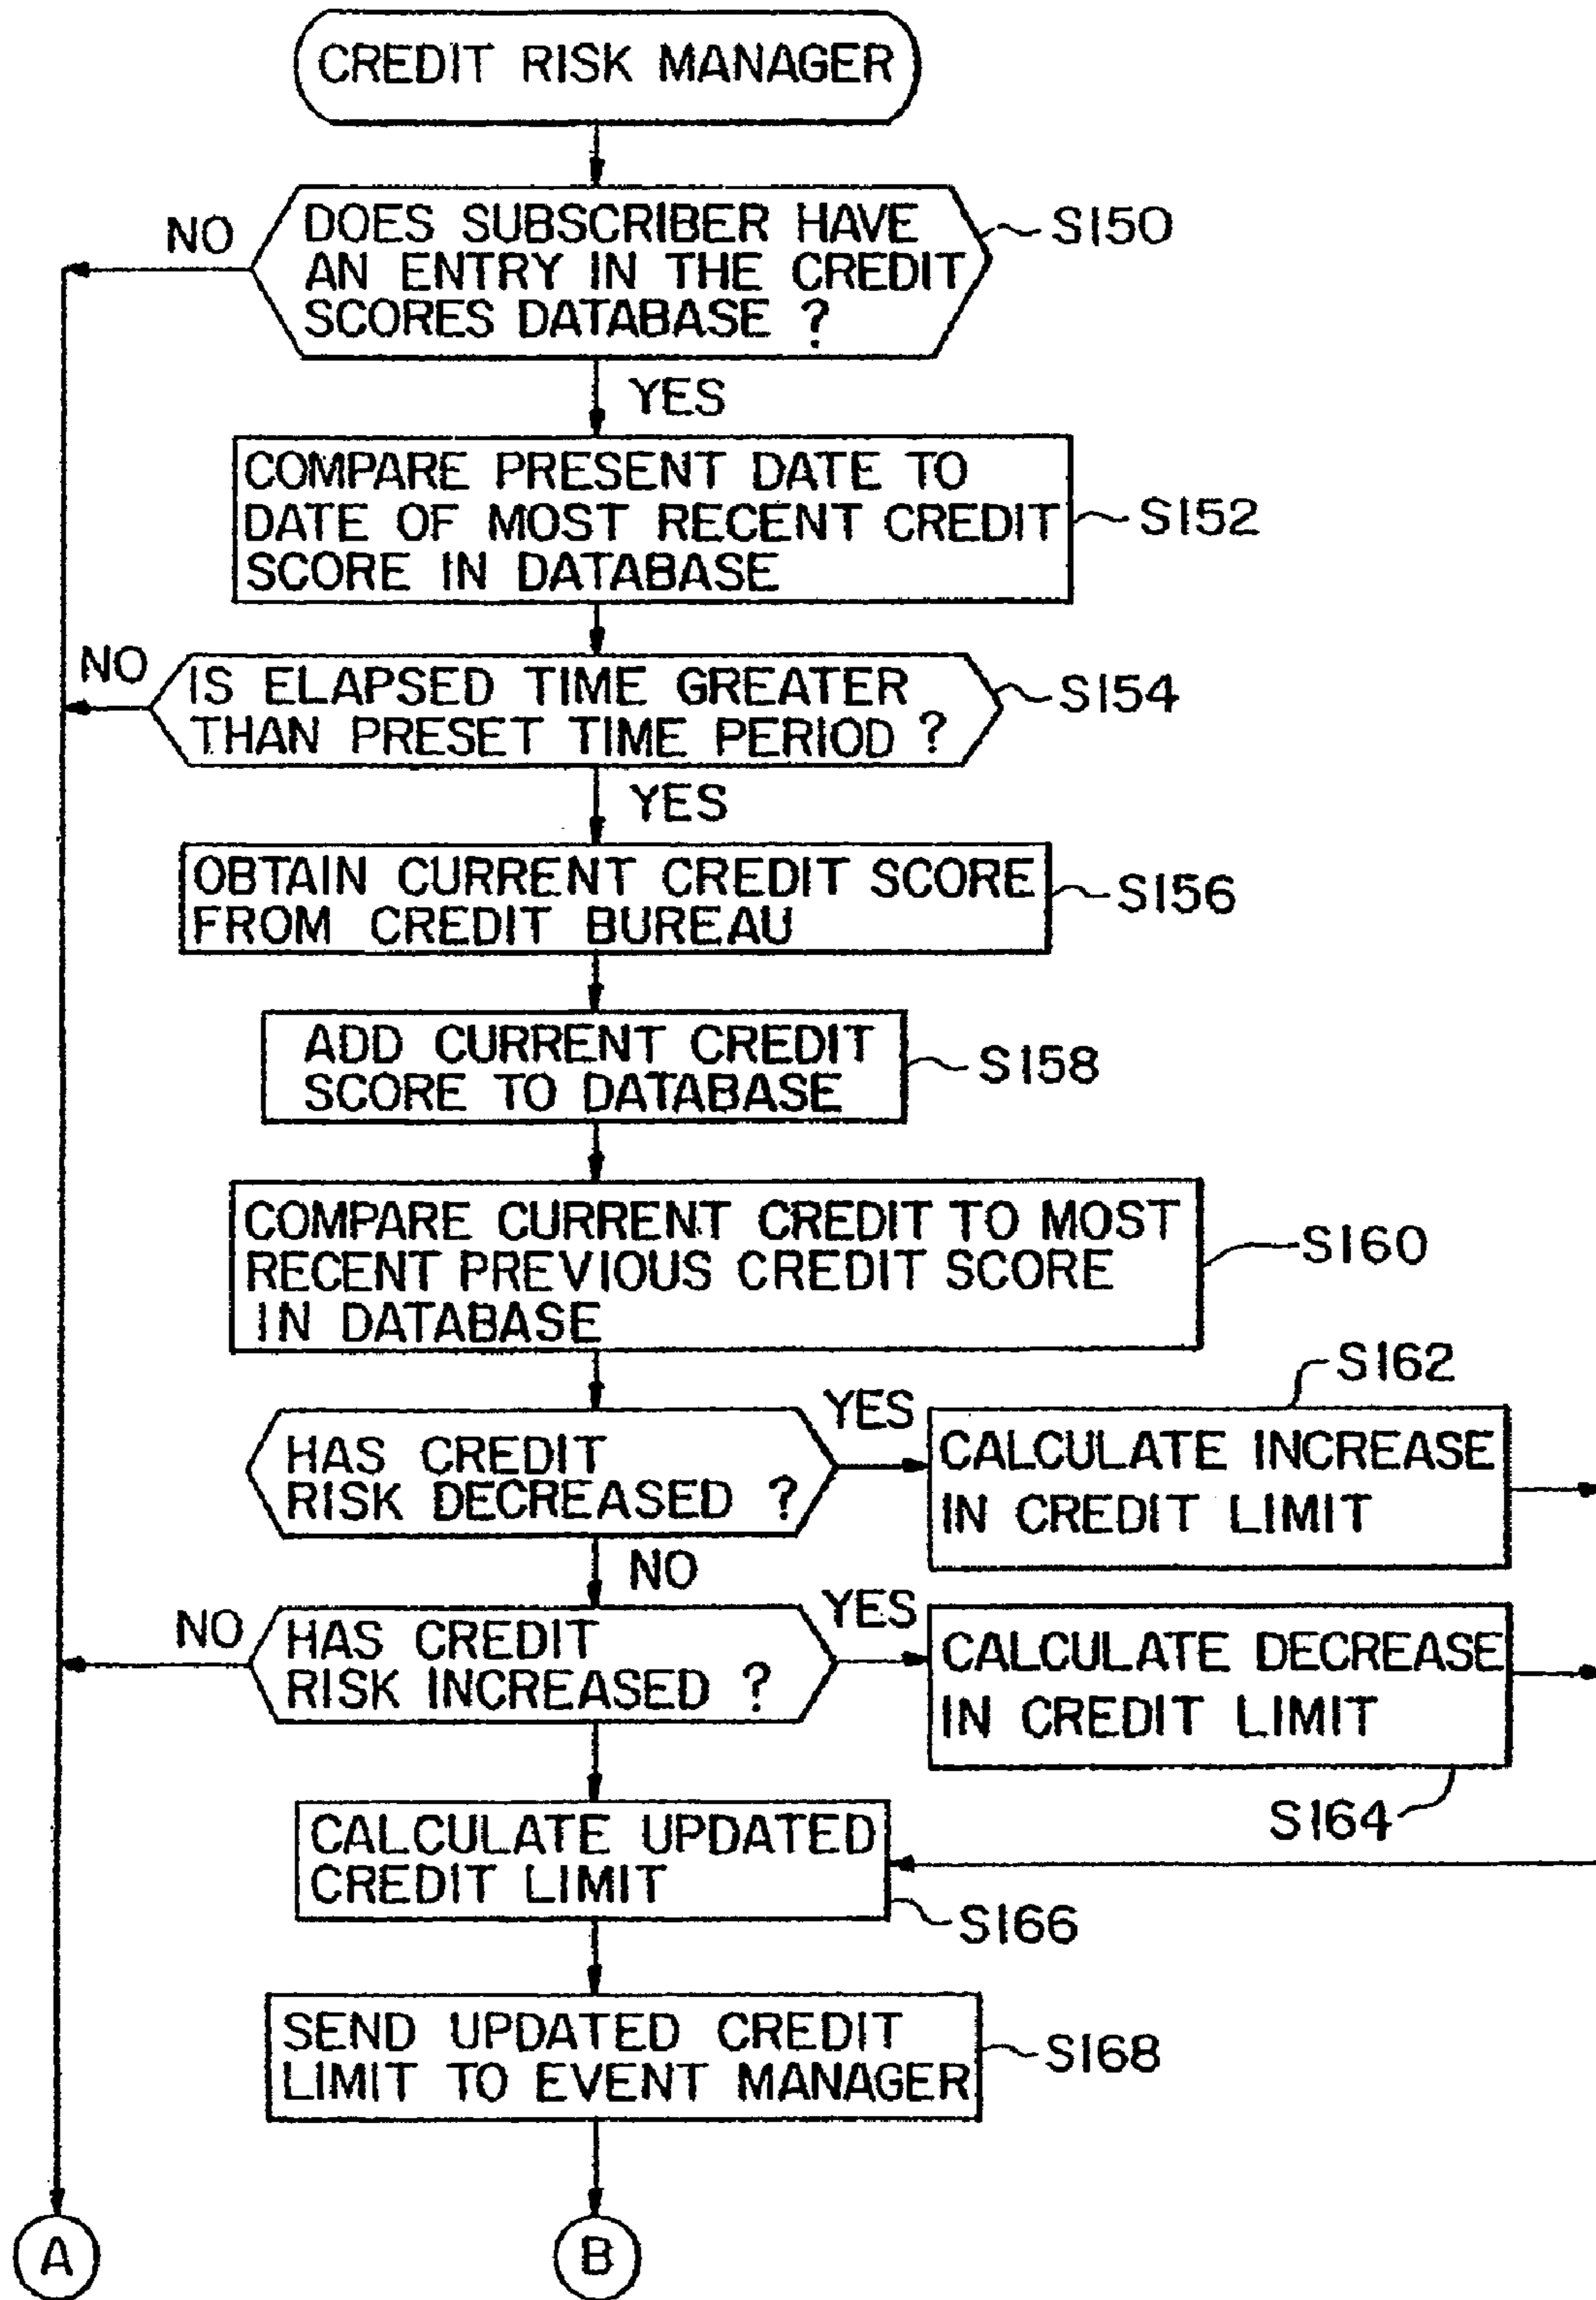 CREDIT RISK MANAGER
NO
DOES SUBSCRIBER HAVE
AN ENTRY IN THE CREDIT
SCORES DATABASE ?
S150
YES
COMPARE PRESENT DATE TO
DATE OF MOST RECENT CREDIT
SCORE IN DATABASE
S152
NO
IS ELAPSED TIME GREATER
THAN PRESET TIME PERIOD ?
S154
YES
OBTAIN CURRENT CREDIT SCORE
FROM CREDIT BUREAU
S156
ADD CURRENT CREDIT
SCORE TO DATABASE
S158
COMPARE CURRENT CREDIT TO MOST
RECENT PREVIOUS CREDIT SCORE
IN DATABASE
S160
HAS CREDIT
RISK DECREASED ?
YES
S162
CALCULATE INCREASE
IN CREDIT LIMIT
NO
NO
HAS CREDIT
RISK INCREASED ?
YES
CALCULATE DECREASE
IN CREDIT LIMIT
S164
CALCULATE UPDATED
CREDIT LIMIT
S166
SEND UPDATED CREDIT
LIMIT TO EVENT MANAGER
S168
A
B